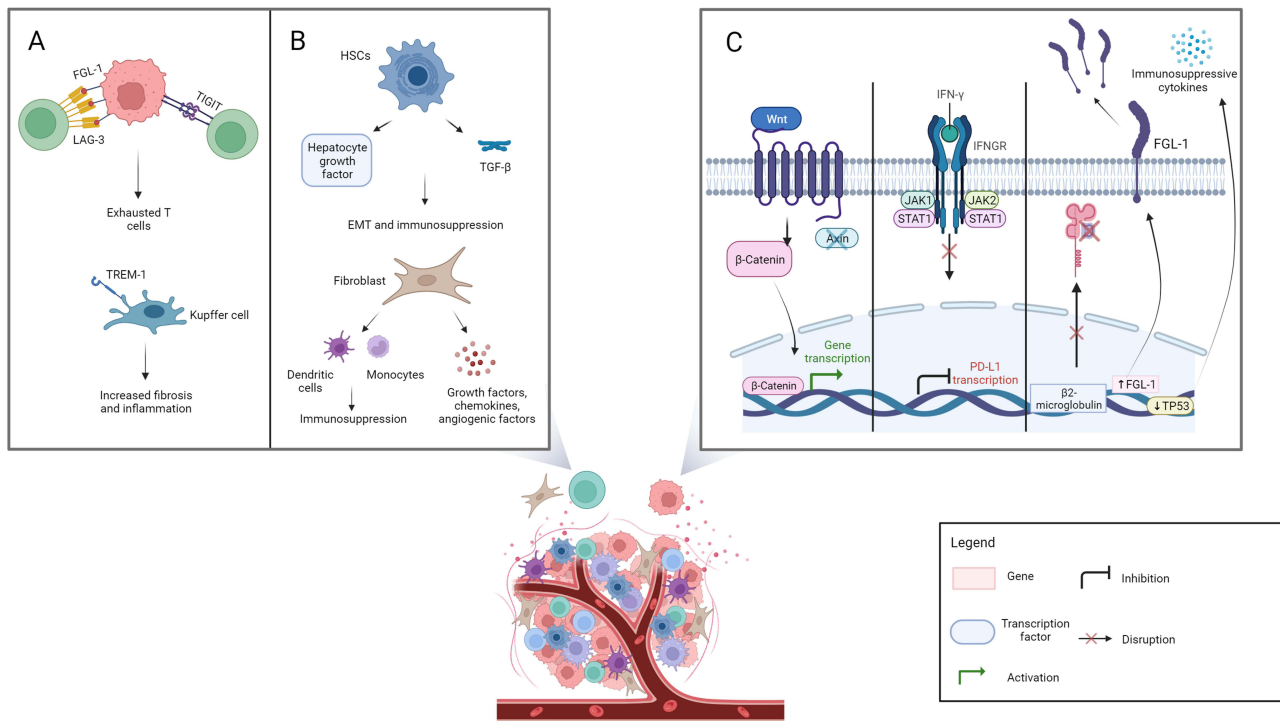 A
FGL-1
LAG-3
TIGIT
Exhausted T
cells
TREM-1
Kupffer cell
Increased fibrosis
and inflammation
B
HSCs
Hepatocyte
growth
factor
TGF-β
EMT and immunosuppression
Fibroblast
Dendritic
cells
Monocytes
Immunosuppression
Growth factors,
chemokines,
angiogenic factors
C
Wnt
Axin
β-Catenin
Gene
transcription
β-Catenin
IFN-γ
IFNGR
JAK1
JAK2
STAT1
STAT1
PD-L1
transcription
Immunosuppressive
cytokines
FGL-1
β2-
microglobulin
↑FGL-1
↓TP53
Legend
Gene
Inhibition
Transcription
factor
Disruption
Activation